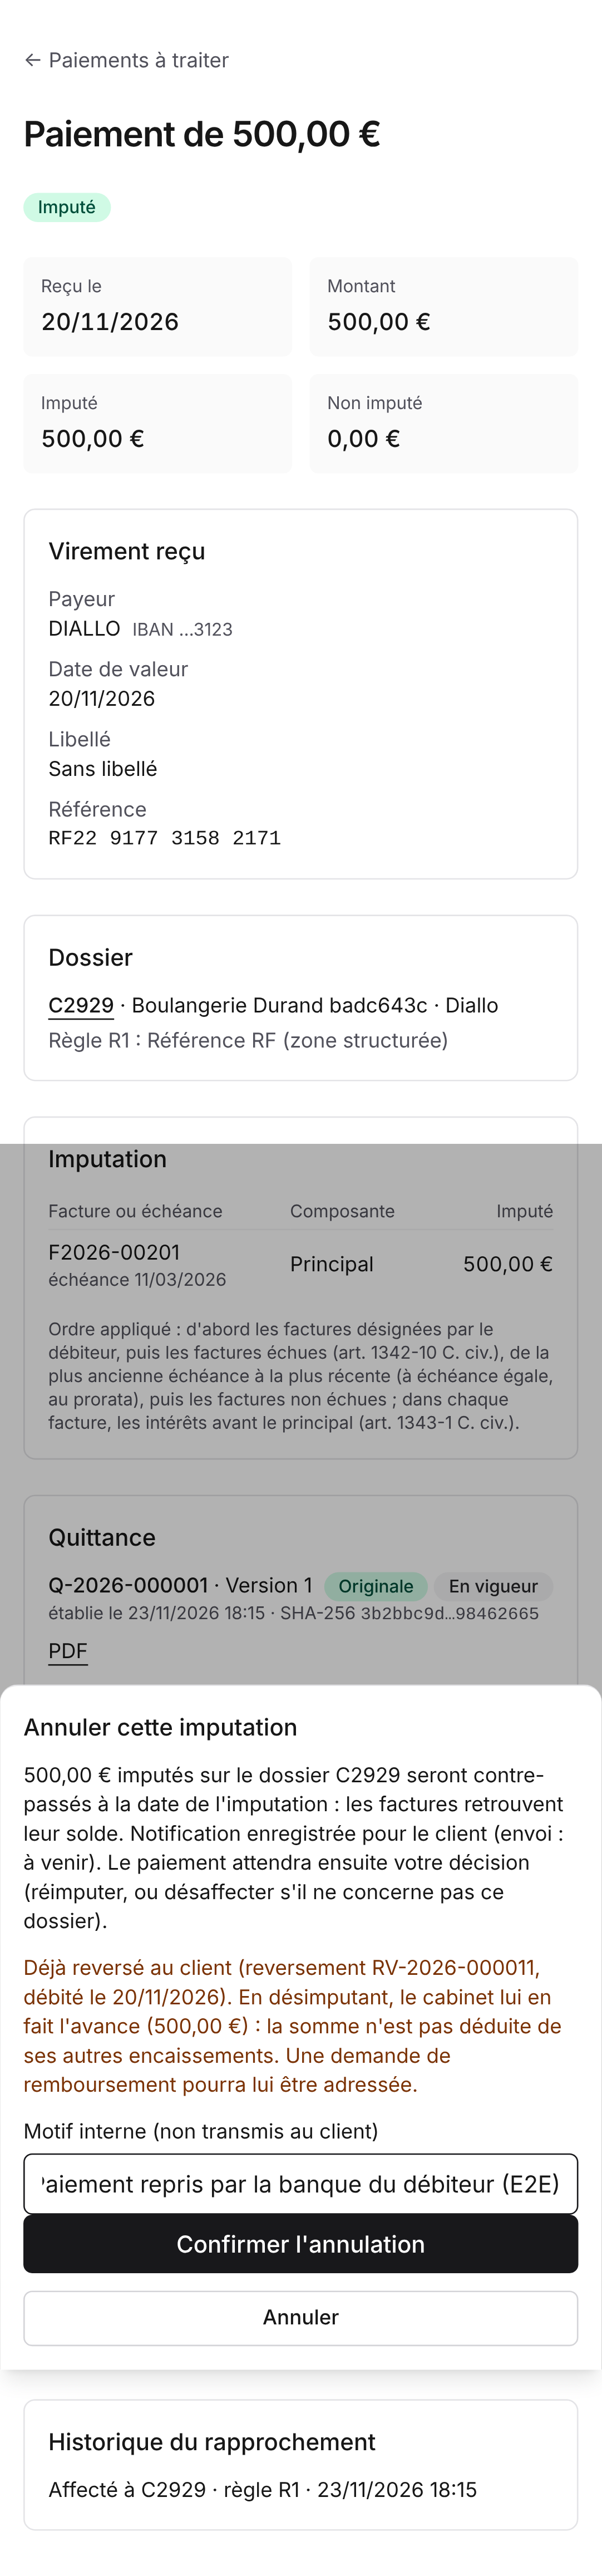 ← Paiements à traiter
Paiement de 500,00 €
Imputé
Reçu le
20/11/2026
Montant
500,00 €
Imputé
500,00 €
Non imputé
0,00 €
Virement reçu
Payeur
DIALLO IBAN …3123
Date de valeur
20/11/2026
Libellé
Sans libellé
Référence
RF22 9177 3158 2171
Dossier
C2929 · Boulangerie Durand badc643c · Diallo
Règle R1 : Référence RF (zone structurée)
Imputation
Facture ou échéance Composante Imputé
F2026-00201
échéance 11/03/2026
Principal 500,00 €
Ordre appliqué : d'abord les factures désignées par le
débiteur, puis les factures échues (art. 1342-10 C. civ.), de la
plus ancienne échéance à la plus récente (à échéance égale,
au prorata), puis les factures non échues ; dans chaque
facture, les intérêts avant le principal (art. 1343-1 C. civ.).
Quittance
Q-2026-000001 · Version 1 Originale En vigueur
établie le 23/11/2026 18:15 · SHA-256 3b2bbc9d…98462665
PDF
Annuler cette imputation
500,00 € imputés sur le dossier C2929 seront contre-
passés à la date de l'imputation : les factures retrouvent
leur solde. Notification enregistrée pour le client (envoi :
à venir). Le paiement attendra ensuite votre décision
(réimputer, ou désaffecter s'il ne concerne pas ce
dossier).
Déjà reversé au client (reversement RV-2026-000011,
débité le 20/11/2026). En désimputant, le cabinet lui en
fait l'avance (500,00 €) : la somme n'est pas déduite de
ses autres encaissements. Une demande de
remboursement pourra lui être adressée.
Motif interne (non transmis au client)
Paiement repris par la banque du débiteur (E2E)
Confirmer l'annulation
Annuler
Historique du rapprochement
Affecté à C2929 · règle R1 · 23/11/2026 18:15